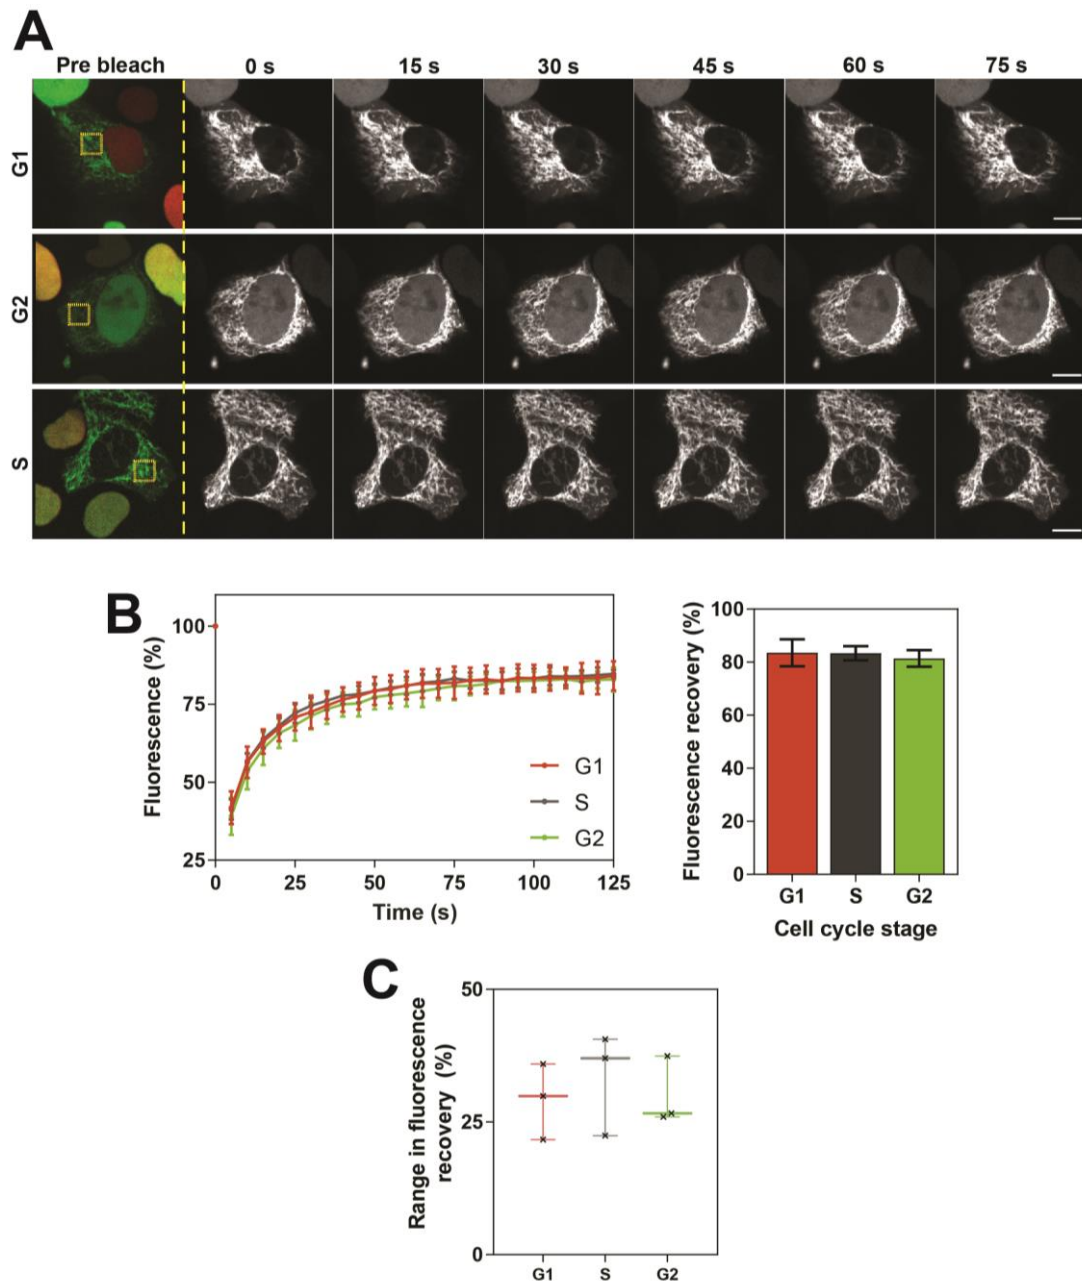 A
Pre bleach 0 s 15 s 30 s 45 s 60 s 75 s
G1
G2
S
B
Fluorescence (%)
100
75
50
25
0 25 50 75 100 125
Time (s)
G1
S
G2
Fluorescence recovery (%)
100
80
60
40
20
0
G1 S G2
Cell cycle stage
C
Range in fluorescence
recovery (%)
50
25
0
G1 S G2